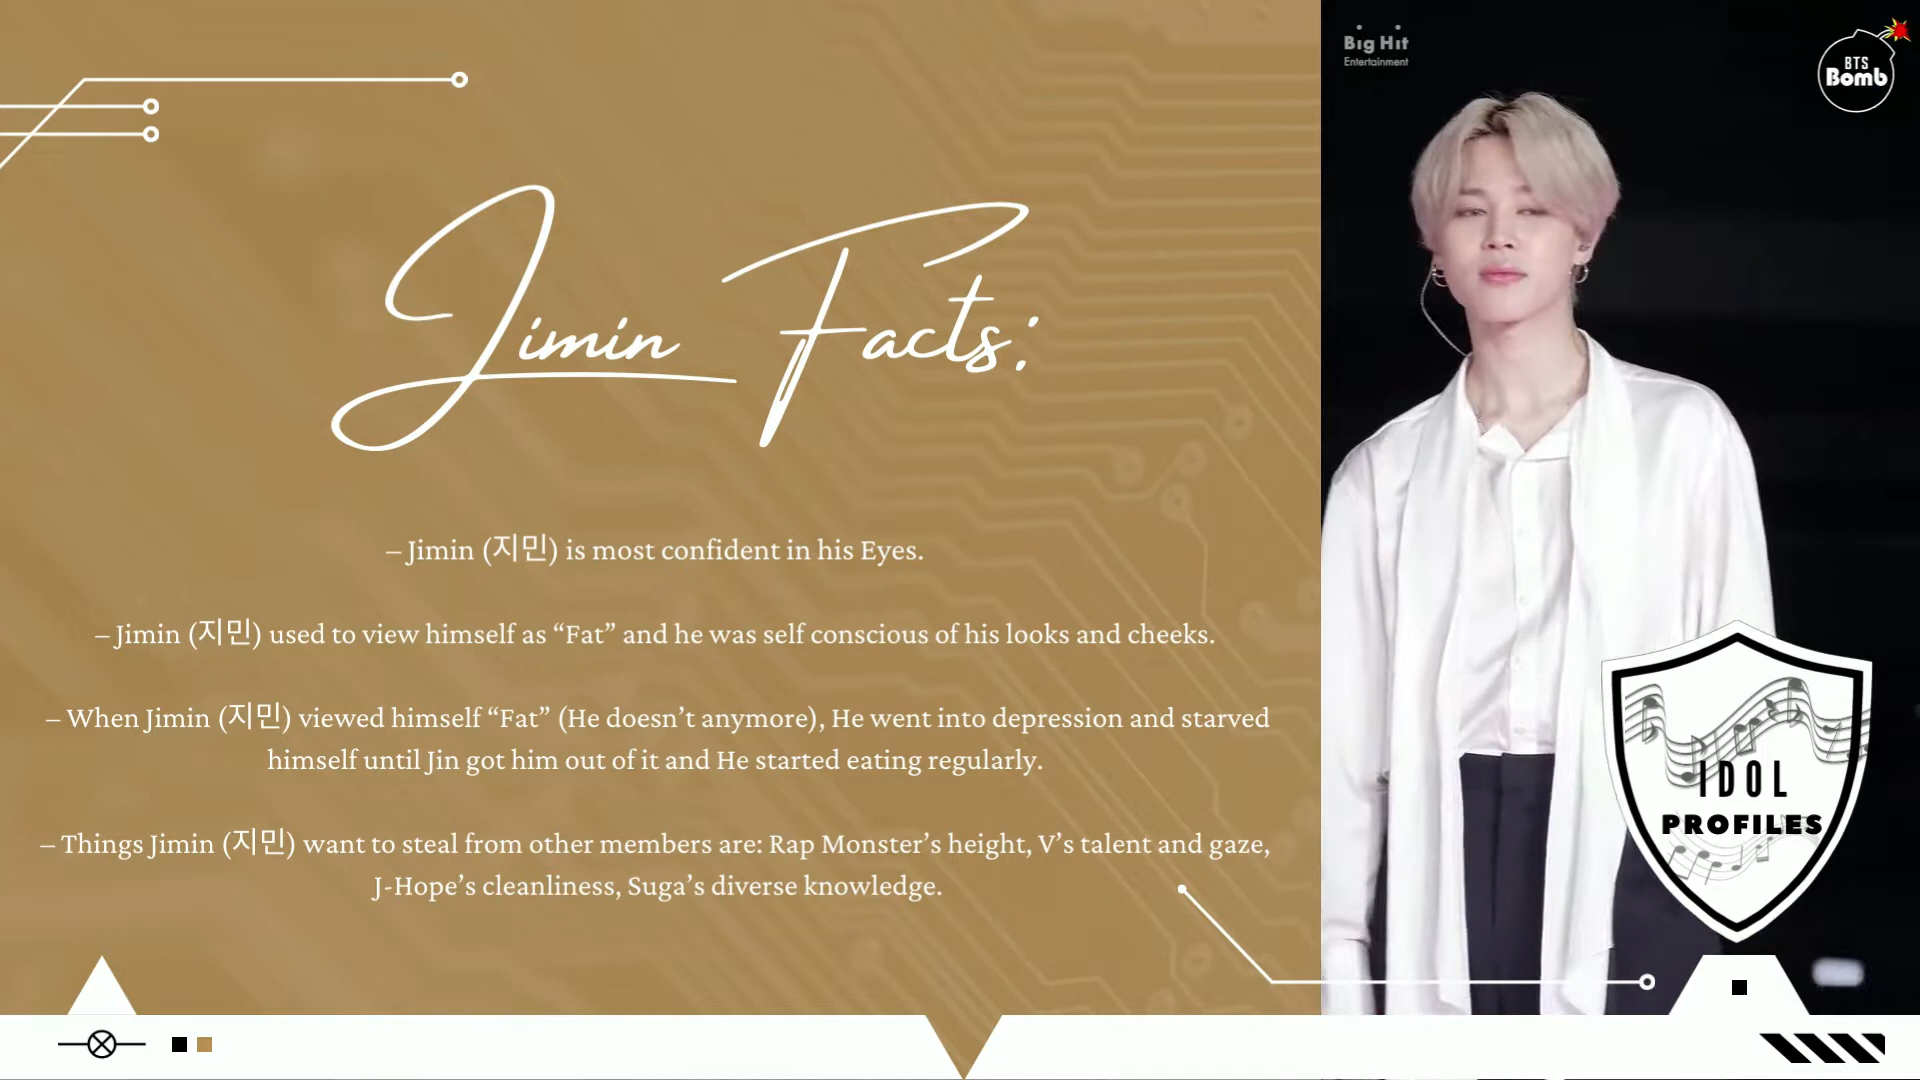 Big Hit
Entertainment
BTS
Bomb
Jimin Facts:
– Jimin (지민) is most confident in his Eyes.
– Jimin (지민) used to view himself as “Fat” and he was self conscious of his looks and cheeks.
– When Jimin (지민) viewed himself “Fat” (He doesn’t anymore), He went into depression and starved
himself until Jin got him out of it and He started eating regularly.
– Things Jimin (지민) want to steal from other members are: Rap Monster’s height, V’s talent and gaze,
J-Hope’s cleanliness, Suga’s diverse knowledge.
IDOL
PROFILES